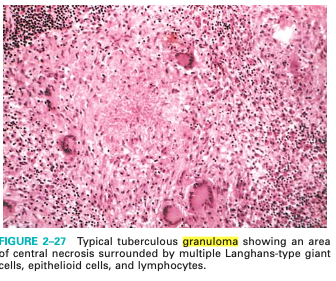 FIGURE 2–27 Typical tuberculous granuloma showing an area
of central necrosis surrounded by multiple Langhans-type giant
cells, epithelioid cells, and lymphocytes.